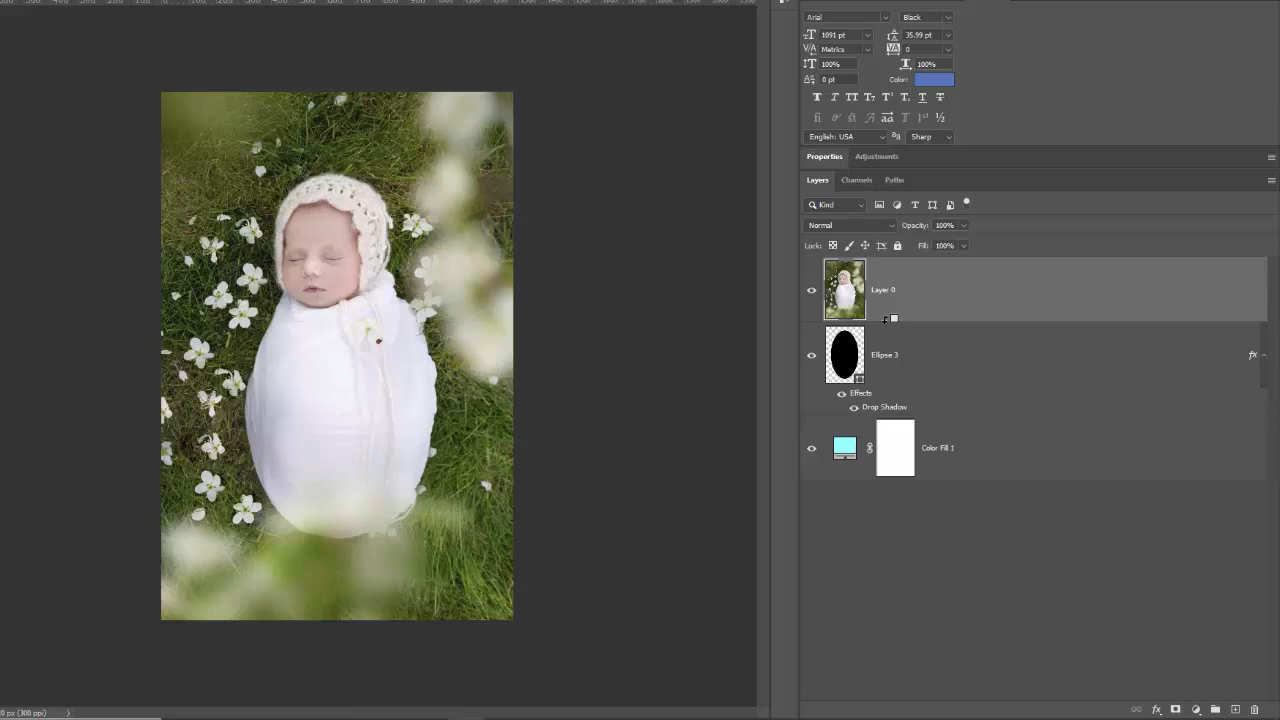 Arial Black
1091 pt 35.99 pt
Metrics 0
100% 100%
0 pt Color:
English: USA Sharp
Properties Adjustments
Layers Channels Paths
Kind
Normal Opacity: 100%
Lock: Fill: 100%
Layer 0
Ellipse 3 fx
Effects
Drop Shadow
Color Fill 1
0 px (300 ppi)